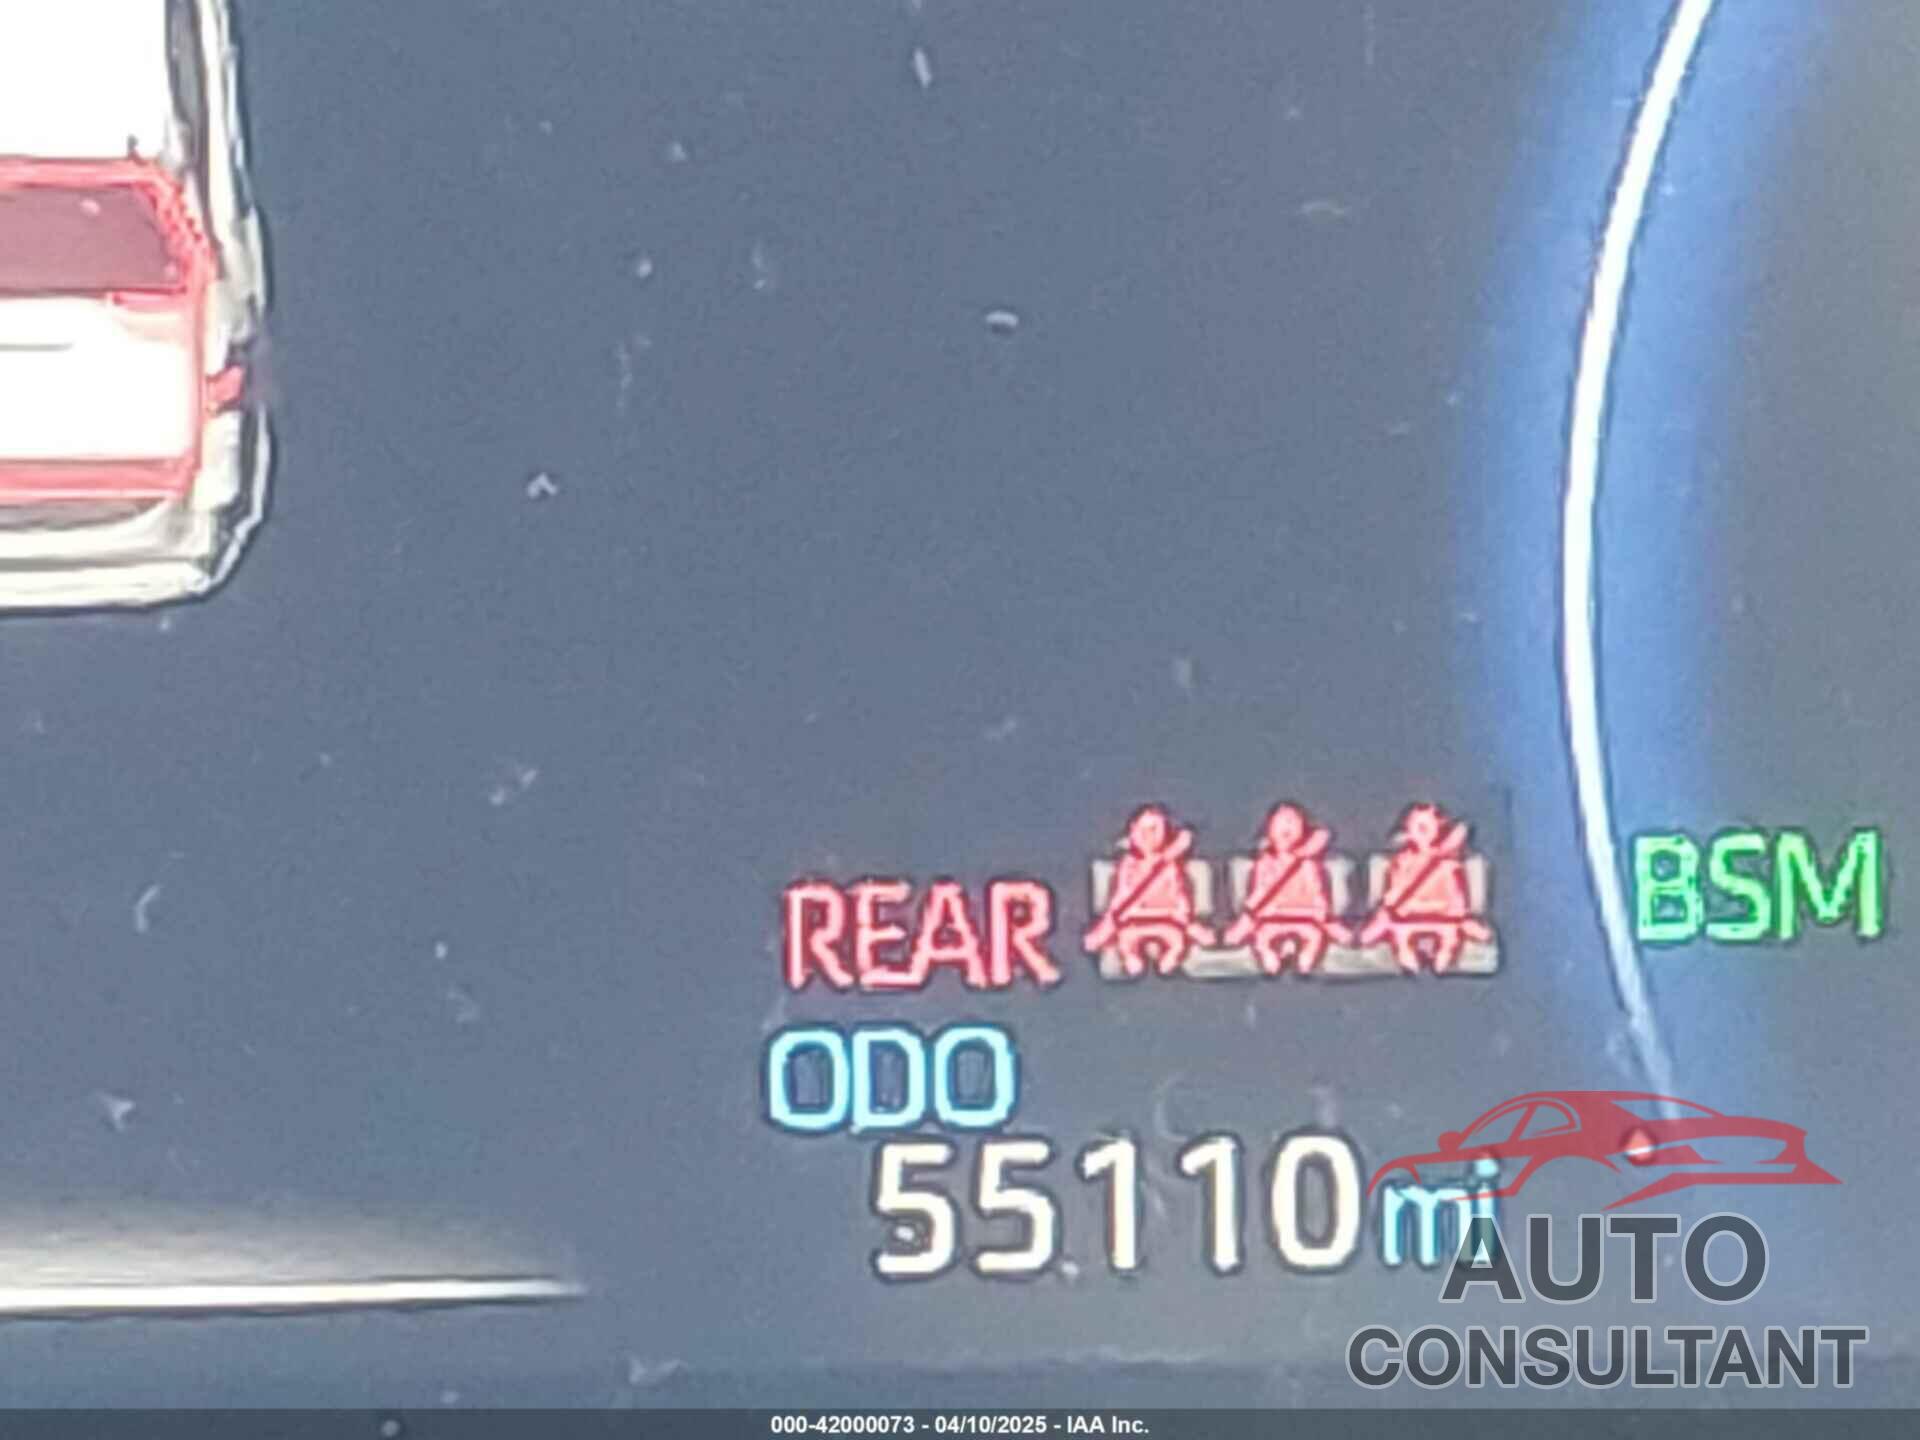 REAR
BSM
ODO
55110mi
AUTO
CONSULTANT
000-42000073 - 04/10/2025 - IAA Inc.